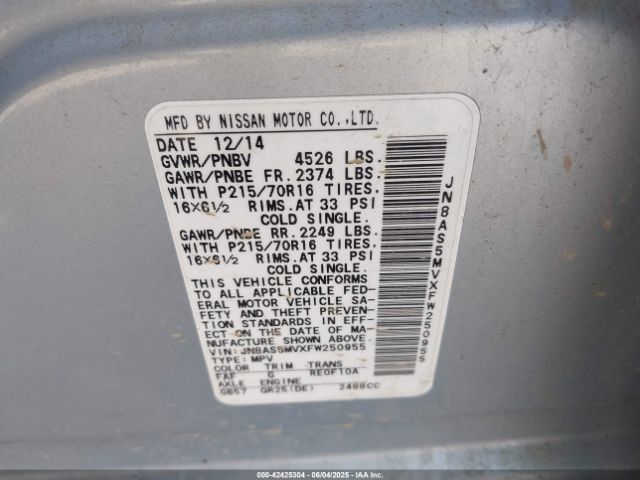 MFD BY NISSAN MOTOR CO.,LTD.
DATE 12/14
GVWR/PNBV 4526 LBS.
GAWR/PNBE FR. 2374 LBS.
WITH P215/70R16 TIRES,
16X6½ RIMS.AT 33 PSI
COLD SINGLE.
GAWR/PNBE RR. 2249 LBS.
WITH P215/70R16 TIRES,
16X6½ RIMS.AT 33 PSI
COLD SINGLE.
THIS VEHICLE CONFORMS
TO ALL APPLICABLE FED-
ERAL MOTOR VEHICLE SA-
FETY AND THEFT PREVEN-
TION STANDARDS IN EFF-
ECT ON THE DATE OF MA-
NUFACTURE SHOWN ABOVE.
VIN: JN8AS5MVXFW250955
TYPE: MPV
COLOR TRIM TRANS
FAF G RE0F10A
AXLE ENGINE
GB57 QR25(DE) 2488CC
JN8AS5MVXFW250955
000-42425304 06/04/2025 IAA Inc.